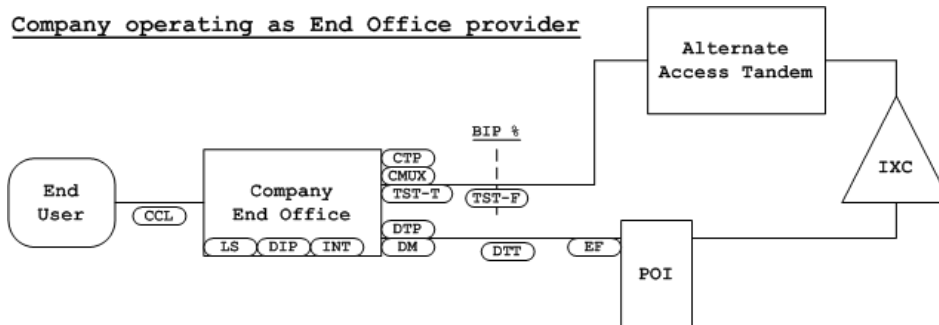 Company operating as End Office provider
Alternate
Access Tandem
BIP %
CTP
CMUX
TST-T
TST-F
IXC
End
User
CCL
Company
End Office
LS
DIP
INT
DTP
DM
DTT
EF
POI